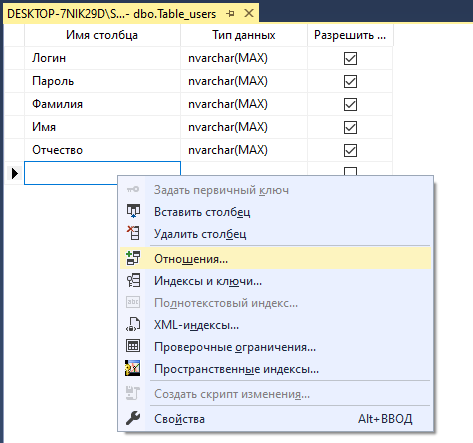 DESKTOP-7NIK29D\S...- dbo.Table_users
Имя столбца Тип данных Разрешить ...
Логин nvarchar(MAX)
Пароль nvarchar(MAX)
Фамилия nvarchar(MAX)
Имя nvarchar(MAX)
Отчество nvarchar(MAX)
Задать первичный ключ
Вставить столбец
Удалить столбец
Отношения...
Индексы и ключи...
Полнотекстовый индекс...
XML-индексы...
Проверочные ограничения...
Пространственные индексы...
Создать скрипт изменения...
Свойства Alt+ВВОД